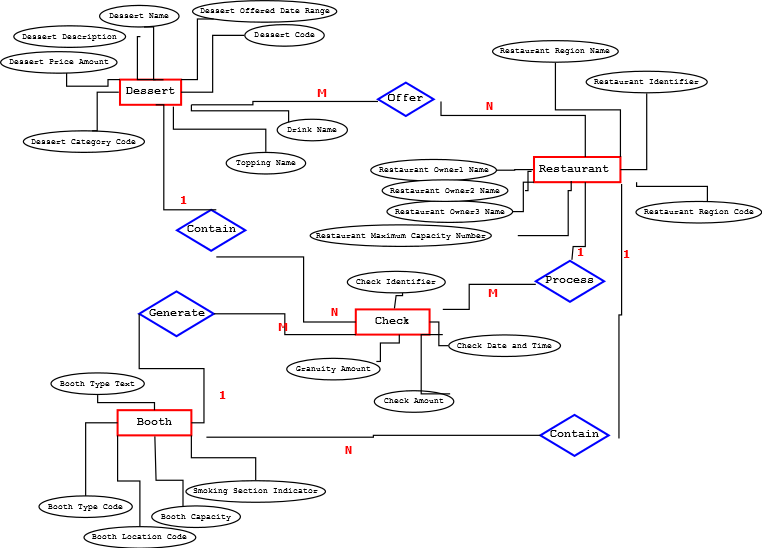 Dessert Name
Dessert Offered Date Range
Dessert Description
Dessert Code
Dessert Price Amount
Dessert
Dessert Category Code
Drink Name
Topping Name
M
Offer
N
Restaurant Region Name
Restaurant Identifier
Restaurant Owner1 Name
Restaurant
Restaurant Owner2 Name
Restaurant Owner3 Name
Restaurant Region Code
Restaurant Maximum Capacity Number
1
Contain
1
1
Process
M
Check Identifier
N
Generate
M
Check
Check Date and Time
Granuity Amount
Check Amount
Booth Type Text
1
Booth
Contain
N
Smoking Section Indicator
Booth Type Code
Booth Capacity
Booth Location Code